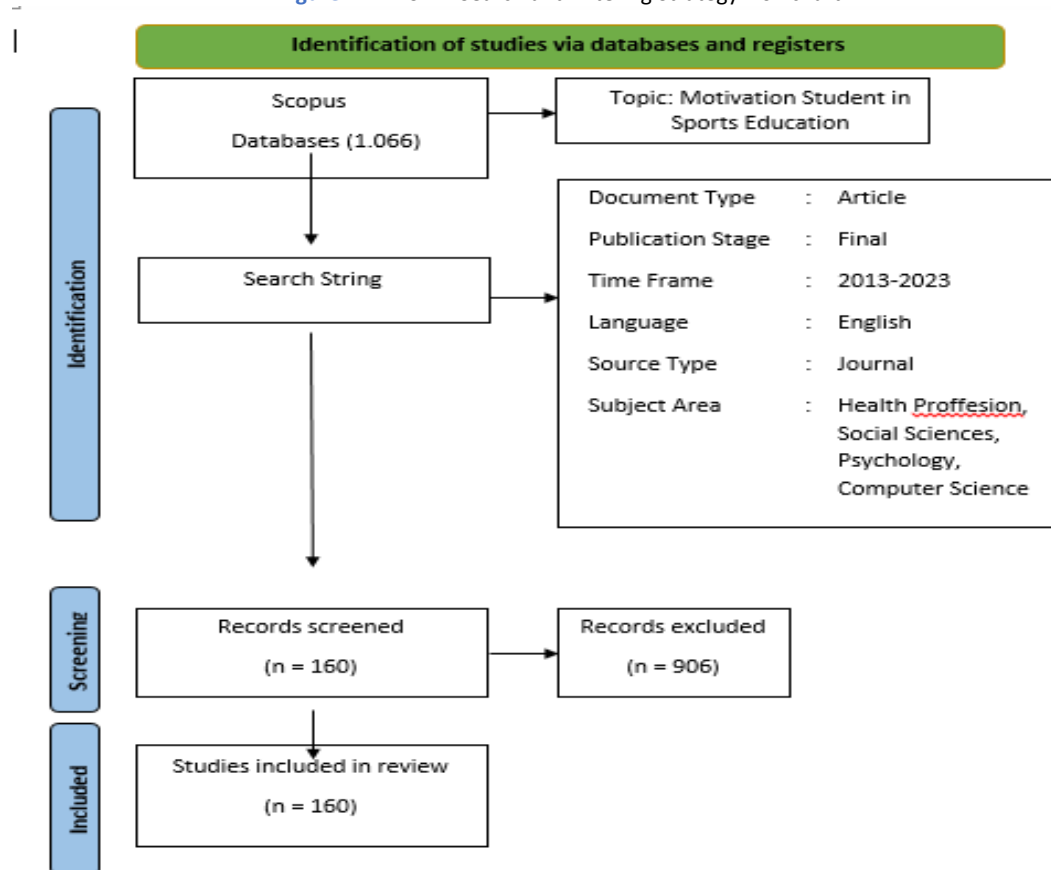 Identification of studies via databases and registers
Scopus
Databases (1.066)
Topic: Motivation Student in
Sports Education
Identification
Search String
Document Type : Article
Publication Stage : Final
Time Frame : 2013-2023
Language : English
Source Type : Journal
Subject Area : Health Proffesion,
Social Sciences,
Psychology,
Computer Science
Screening
Records screened
(n = 160)
Records excluded
(n = 906)
Included
Studies included in review
(n = 160)